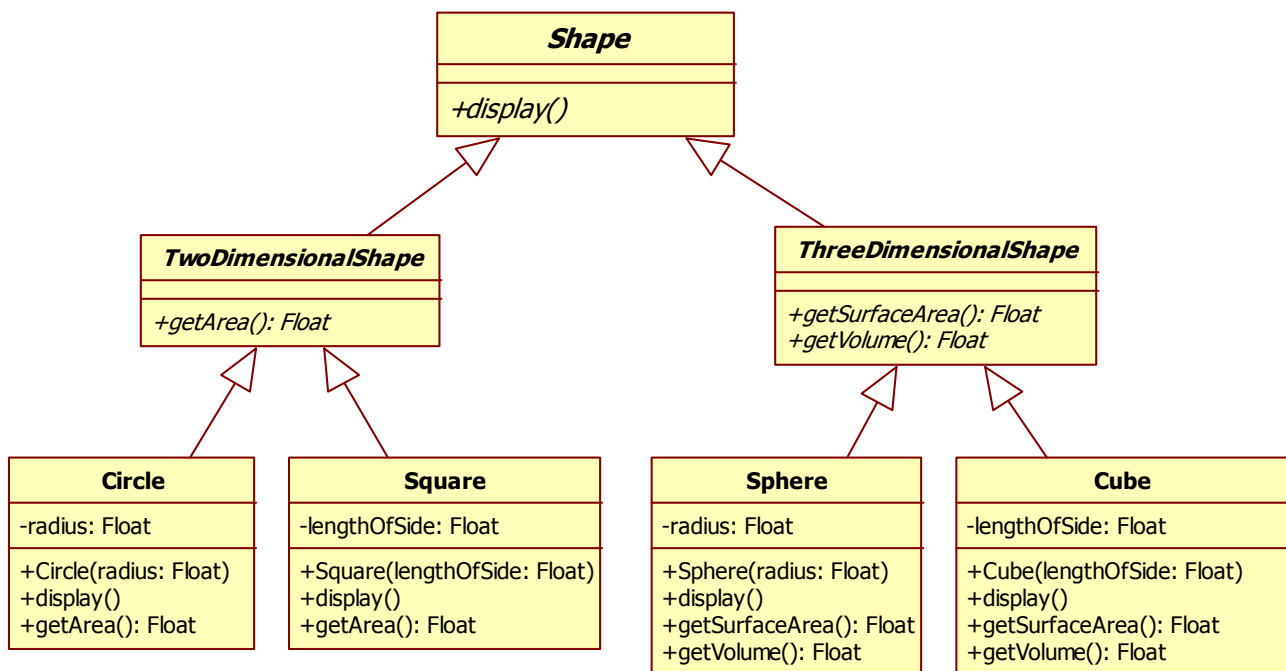 Shape
+display()
TwoDimensionalShape
+getArea(): Float
ThreeDimensionalShape
+getSurfaceArea(): Float
+getVolume(): Float
Circle
-radius: Float
+Circle(radius: Float)
+display()
+getArea(): Float
Square
-lengthOfSide: Float
+Square(lengthOfSide: Float)
+display()
+getArea(): Float
Sphere
-radius: Float
+Sphere(radius: Float)
+display()
+getSurfaceArea(): Float
+getVolume(): Float
Cube
-lengthOfSide: Float
+Cube(lengthOfSide: Float)
+display()
+getSurfaceArea(): Float
+getVolume(): Float